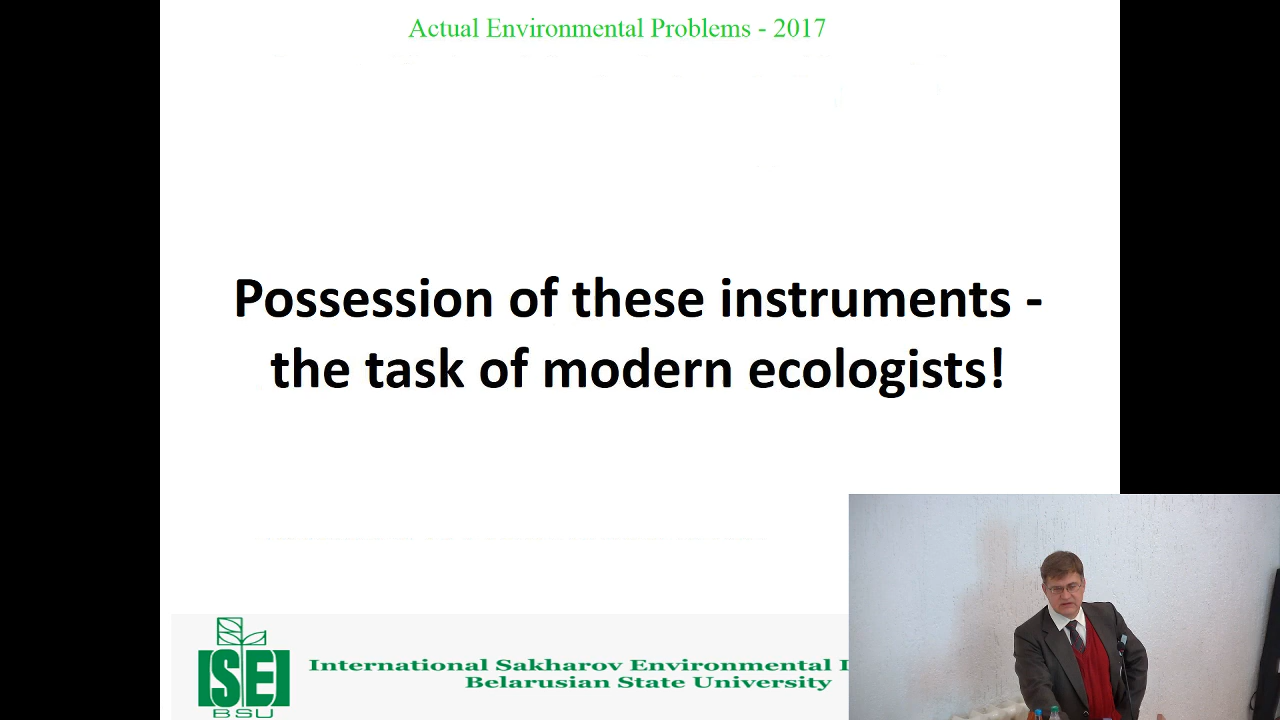 Actual Environmental Problems - 2017
Possession of these instruments -
the task of modern ecologists!
ISEI
BSU
International Sakharov Environmental
Belarusian State University